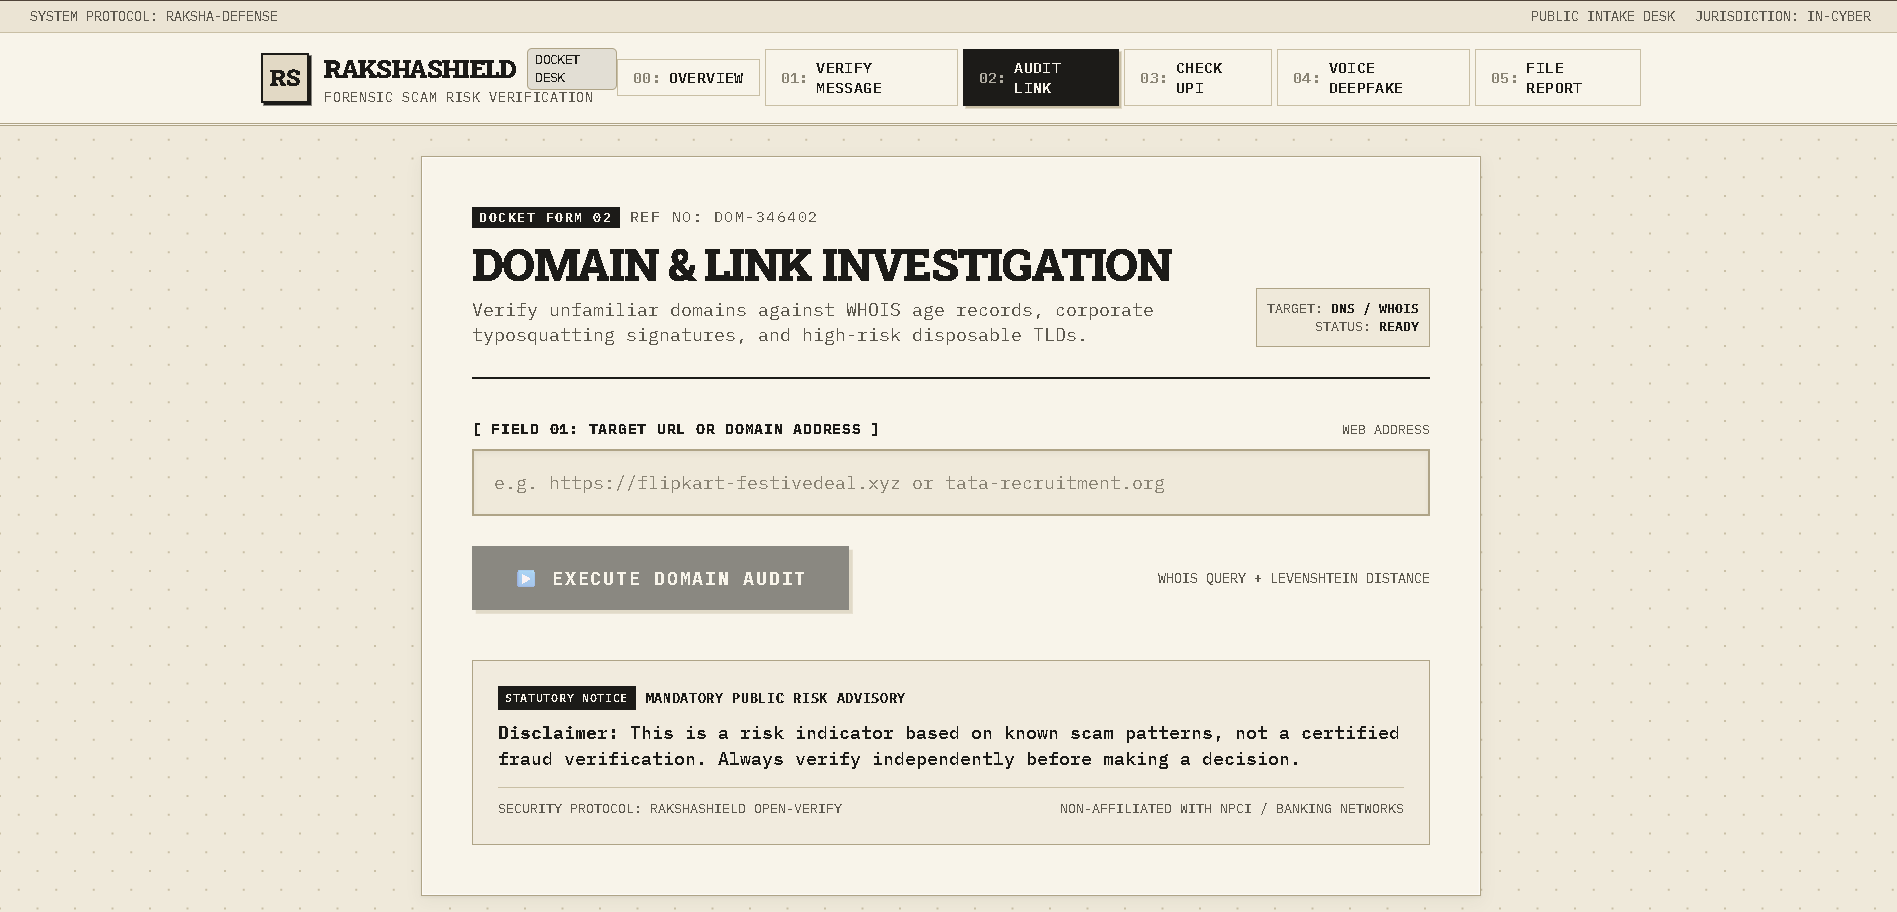 SYSTEM PROTOCOL: RAKSHA-DEFENSE
PUBLIC INTAKE DESK JURISDICTION: IN-CYBER
RS
RAKSHASHIELD
DOCKET
DESK
FORENSIC SCAM RISK VERIFICATION
00: OVERVIEW
01: VERIFY
MESSAGE
02: AUDIT
LINK
03: CHECK
UPI
04: VOICE
DEEPFAKE
05: FILE
REPORT
DOCKET FORM 02 REF NO: DOM-346402
DOMAIN & LINK INVESTIGATION
Verify unfamiliar domains against WHOIS age records, corporate
typosquatting signatures, and high-risk disposable TLDs.
TARGET: DNS / WHOIS
STATUS: READY
[ FIELD 01: TARGET URL OR DOMAIN ADDRESS ]
WEB ADDRESS
e.g. https://flipkart-festivedeal.xyz or tata-recruitment.org
EXECUTE DOMAIN AUDIT
WHOIS QUERY + LEVENSHTEIN DISTANCE
STATUTORY NOTICE MANDATORY PUBLIC RISK ADVISORY
Disclaimer: This is a risk indicator based on known scam patterns, not a certified
fraud verification. Always verify independently before making a decision.
SECURITY PROTOCOL: RAKSHASHIELD OPEN-VERIFY
NON-AFFILIATED WITH NPCI / BANKING NETWORKS